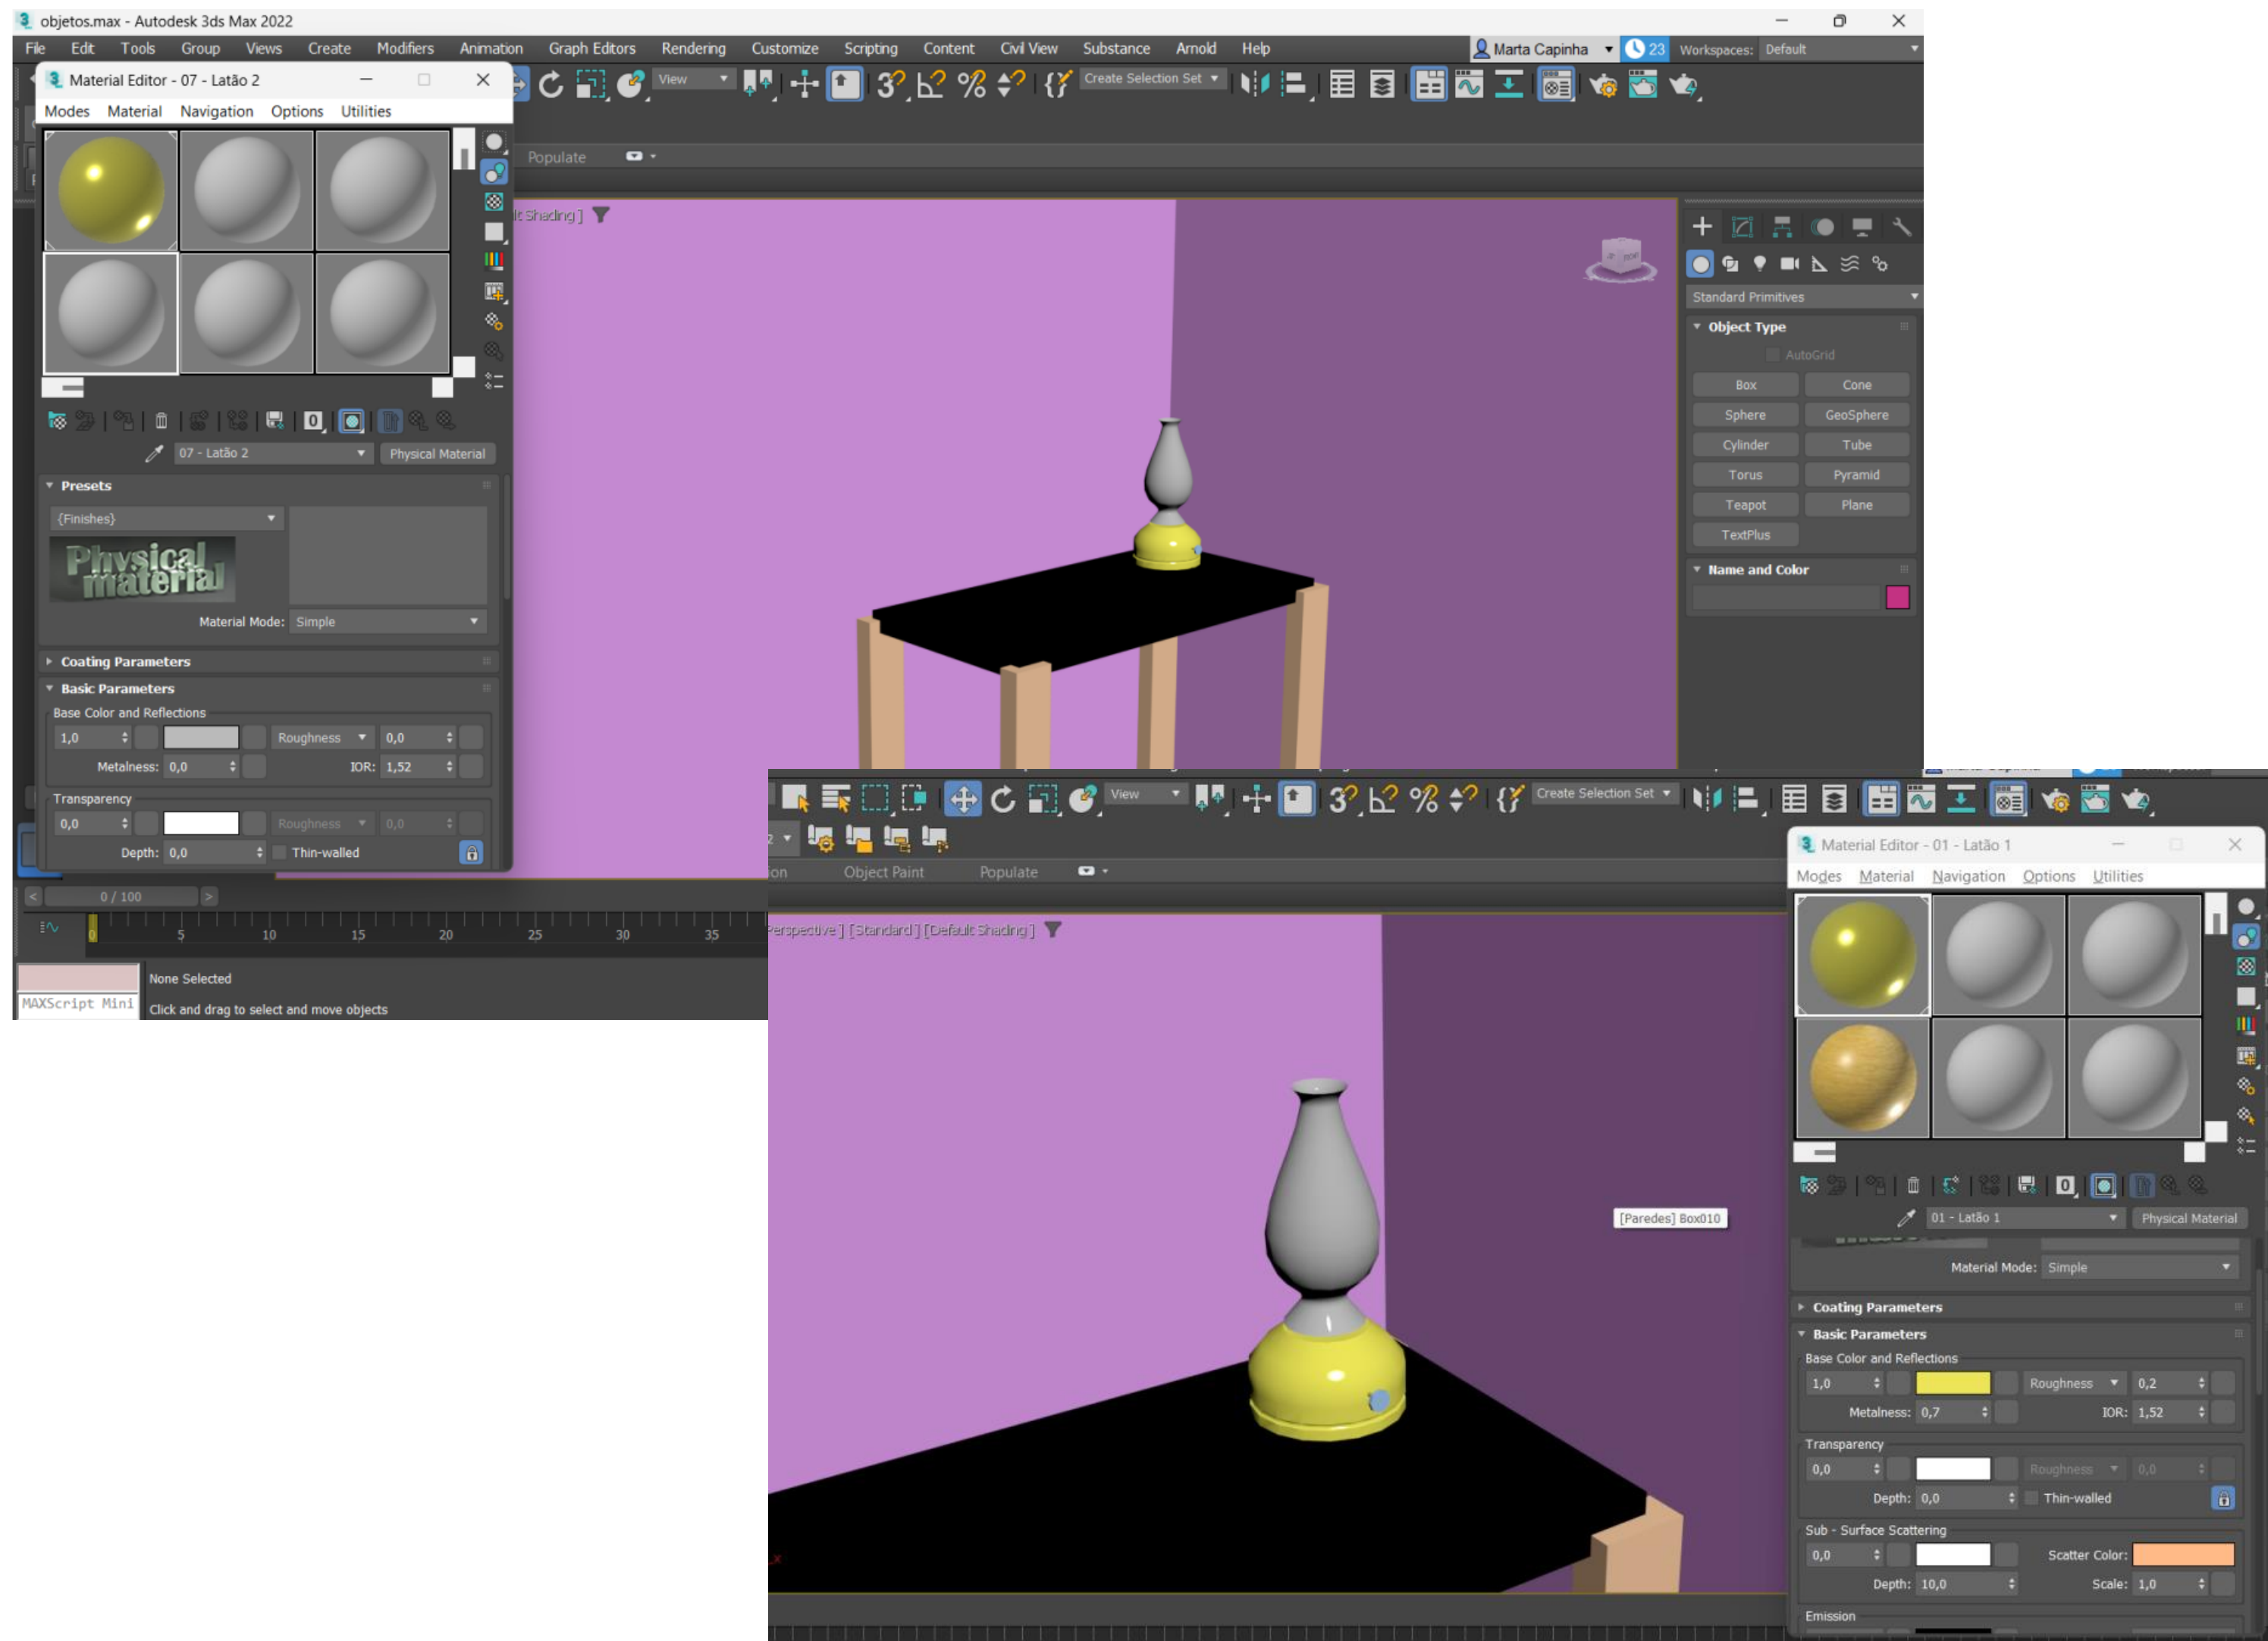 objetos.max - Autodesk 3ds Max 2022
File Edit Tools Group Views Create Modifiers Animation Graph Editors Rendering Customize Scripting Content Civil View Substance Arnold Help
Marta Capinha 23 Workspaces: Default
Material Editor - 07 - Latão 2
View Create Selection Set
Modes Material Navigation Options Utilities
Populate
lt Shading ]
Standard Primitives
Object Type
AutoGrid
Box Cone
Sphere GeoSphere
Cylinder Tube
Torus Pyramid
Teapot Plane
TextPlus
Name and Color
07 - Latão 2 Physical Material
Presets
{Finishes}
Physical
material
Material Mode: Simple
Coating Parameters
Basic Parameters
Base Color and Reflections
1,0 Roughness 0,0
Metalness: 0,0 IOR: 1,52
Transparency
0,0 Roughness 0,0
Depth: 0,0 Thin-walled
0 / 100
0 5 10 15 20 25 30 35
None Selected
MAXScript Mini
Click and drag to select and move objects
View Create Selection Set
Material Editor - 01 - Latão 1
ion Object Paint Populate
Modes Material Navigation Options Utilities
Perspective ] [Standard ] [Default Shading ]
[Paredes] Box010
x
01 - Latão 1 Physical Material
Material Mode: Simple
Coating Parameters
Basic Parameters
Base Color and Reflections
1,0 Roughness 0,2
Metalness: 0,7 IOR: 1,52
Transparency
0,0 Roughness 0,0
Depth: 0,0 Thin-walled
Sub - Surface Scattering
0,0 Scatter Color:
Depth: 10,0 Scale: 1,0
Emission